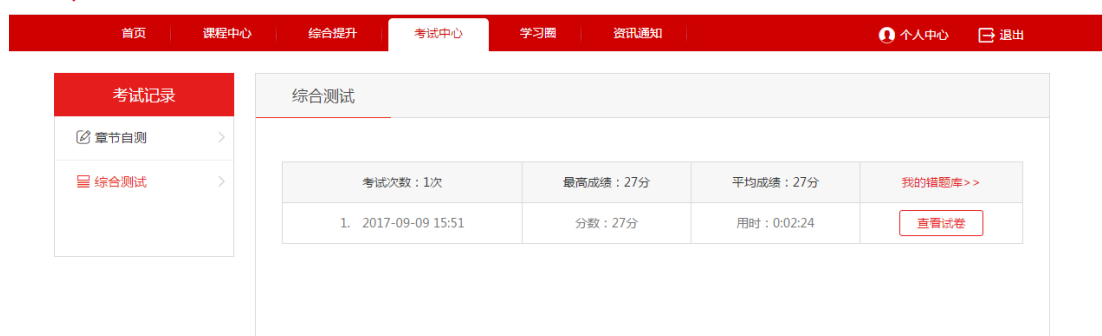 首页 课程中心 综合提升 考试中心 学习圈 资讯通知 个人中心 退出
考试记录
章节自测
综合测试
综合测试
考试次数：1次 最高成绩：27分 平均成绩：27分 我的错题库>>
1. 2017-09-09 15:51 分数：27分 用时：0:02:24 查看试卷